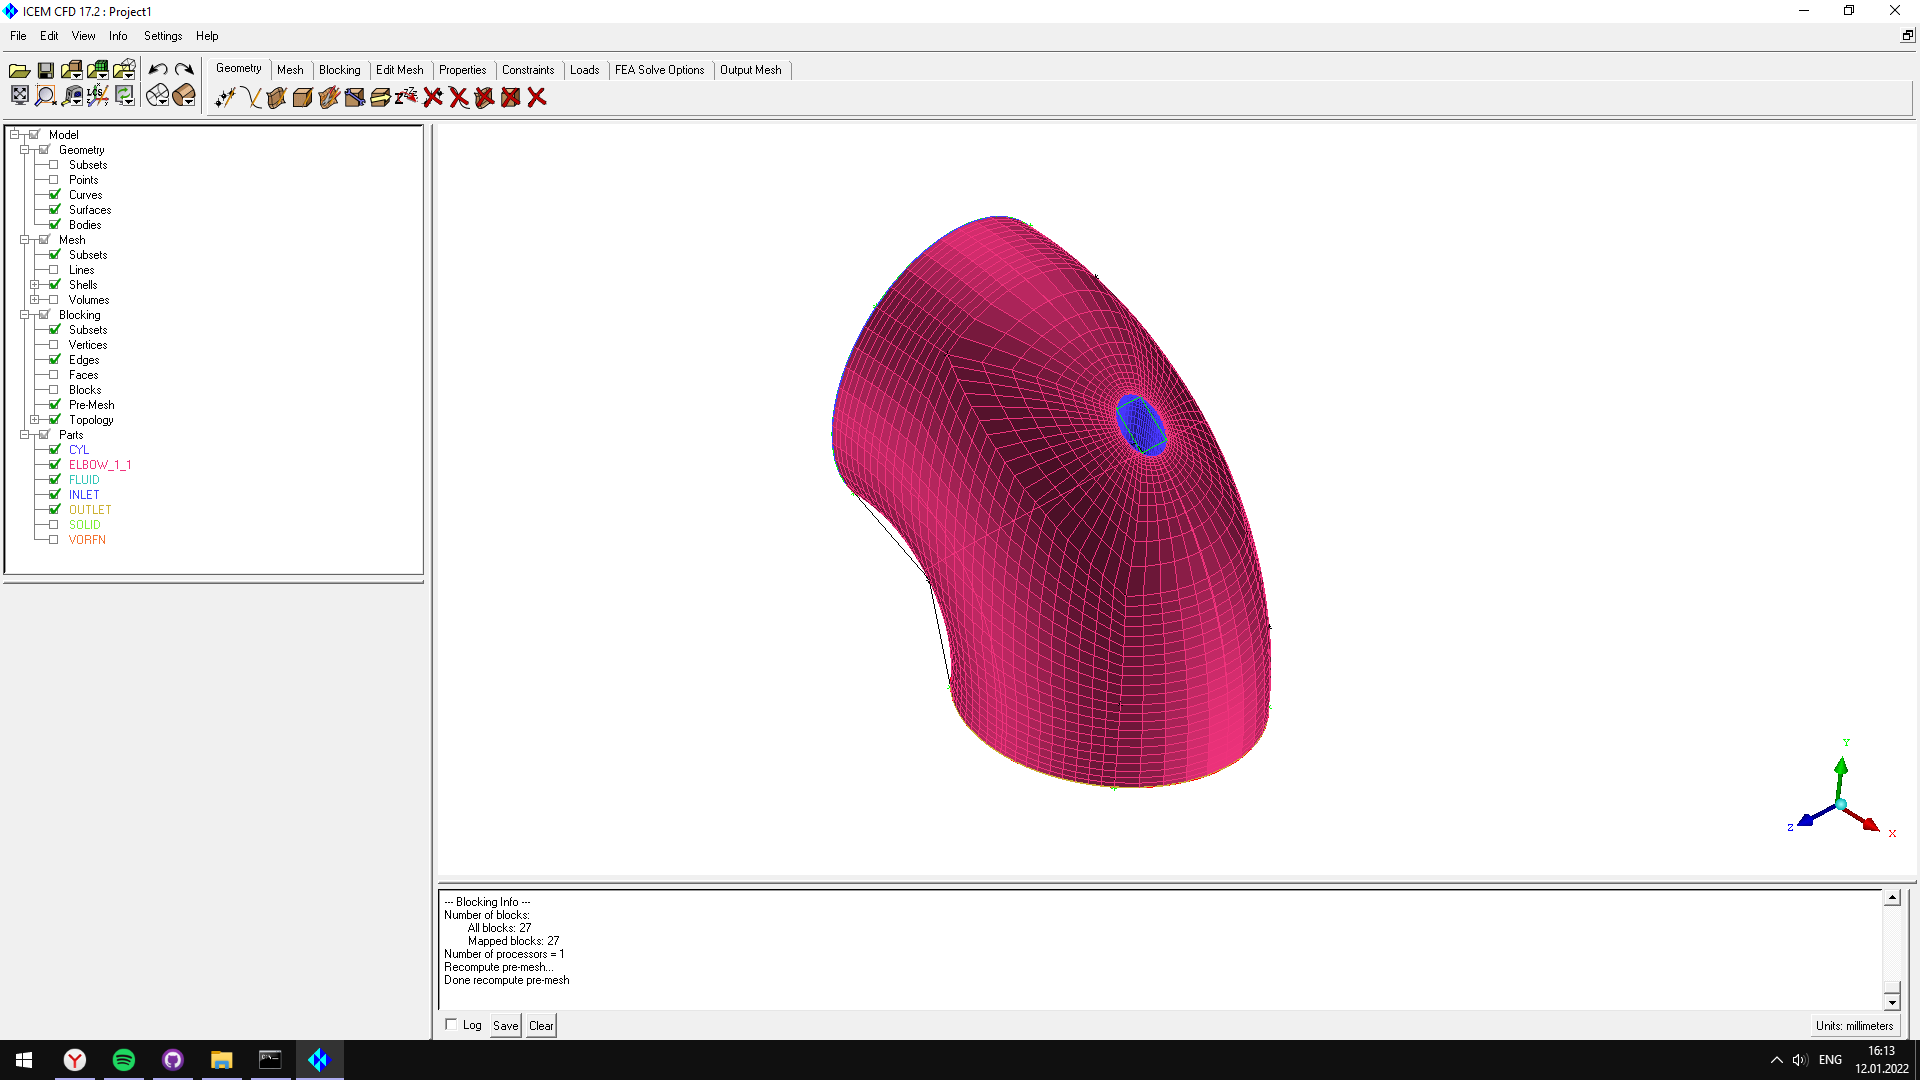 ICEM CFD 17.2 : Project1
File Edit View Info Settings Help
Geometry Mesh Blocking Edit Mesh Properties Constraints Loads FEA Solve Options Output Mesh
LCS
Model
Geometry
Subsets
Points
Curves
Surfaces
Bodies
Mesh
Subsets
Lines
Shells
Volumes
Blocking
Subsets
Vertices
Edges
Faces
Blocks
Pre-Mesh
Topology
Parts
CYL
ELBOW_1_1
FLUID
INLET
OUTLET
SOLID
VORFN
Y
Z
X
--- Blocking Info ---
Number of blocks:
All blocks: 27
Mapped blocks: 27
Number of processors = 1
Recompute pre-mesh...
Done recompute pre-mesh
Log Save Clear
Units: millimeters
ENG
16:13
12.01.2022